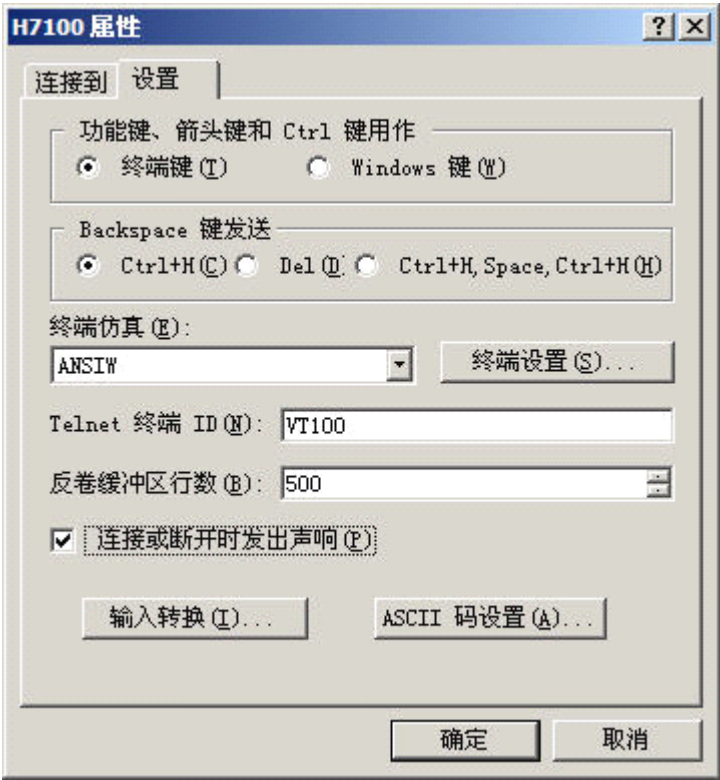 H7100 属性
连接到 设置
功能键、箭头键和 Ctrl 键用作
终端键(T) Windows 键(W)
Backspace 键发送
Ctrl+H(C) Del(D) Ctrl+H, Space, Ctrl+H(H)
终端仿真(E):
ANSIW 终端设置(S)...
Telnet 终端 ID(N): VT100
反卷缓冲区行数(B): 500
连接或断开时发出声响(P)
输入转换(I)... ASCII 码设置(A)...
确定 取消